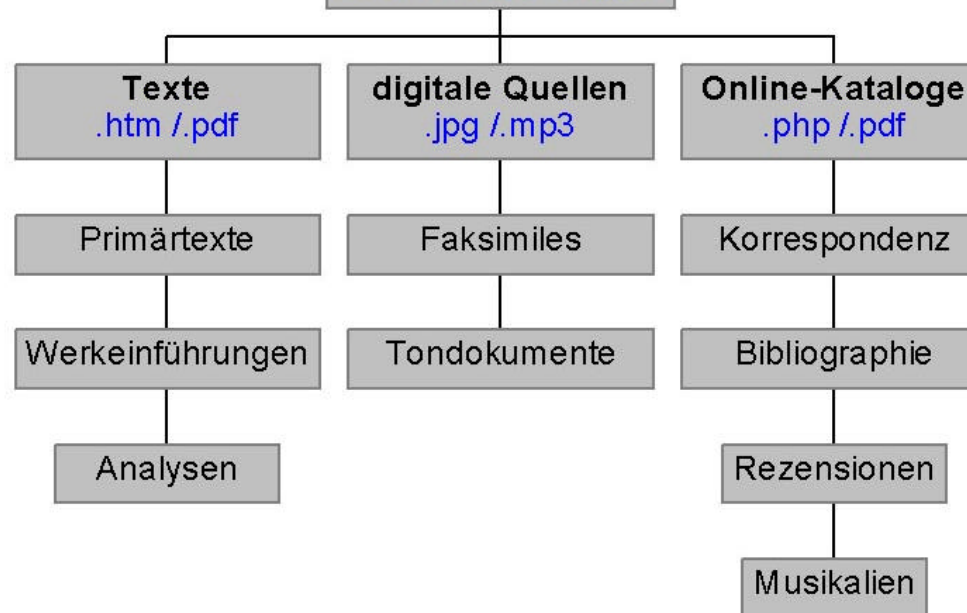 Texte
.htm /.pdf
Primärtexte
Werkeinführungen
Analysen
digitale Quellen
.jpg /.mp3
Faksimiles
Tondokumente
Online-Kataloge
.php /.pdf
Korrespondenz
Bibliographie
Rezensionen
Musikalien